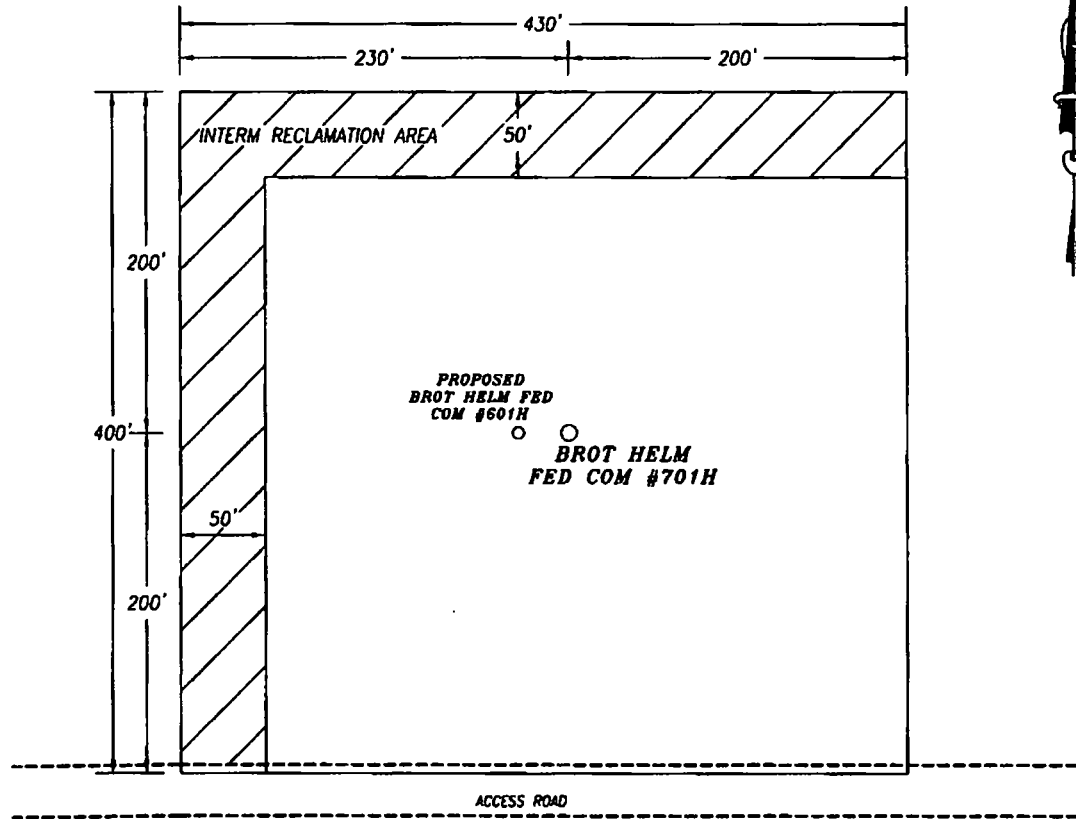 430'
230'
200'
INTERM RECLAMATION AREA
50'
200'
PROPOSED
BROT HELM FED
COM #601H
400'
BROT HELM
FED COM #701H
50'
200'
ACCESS ROAD